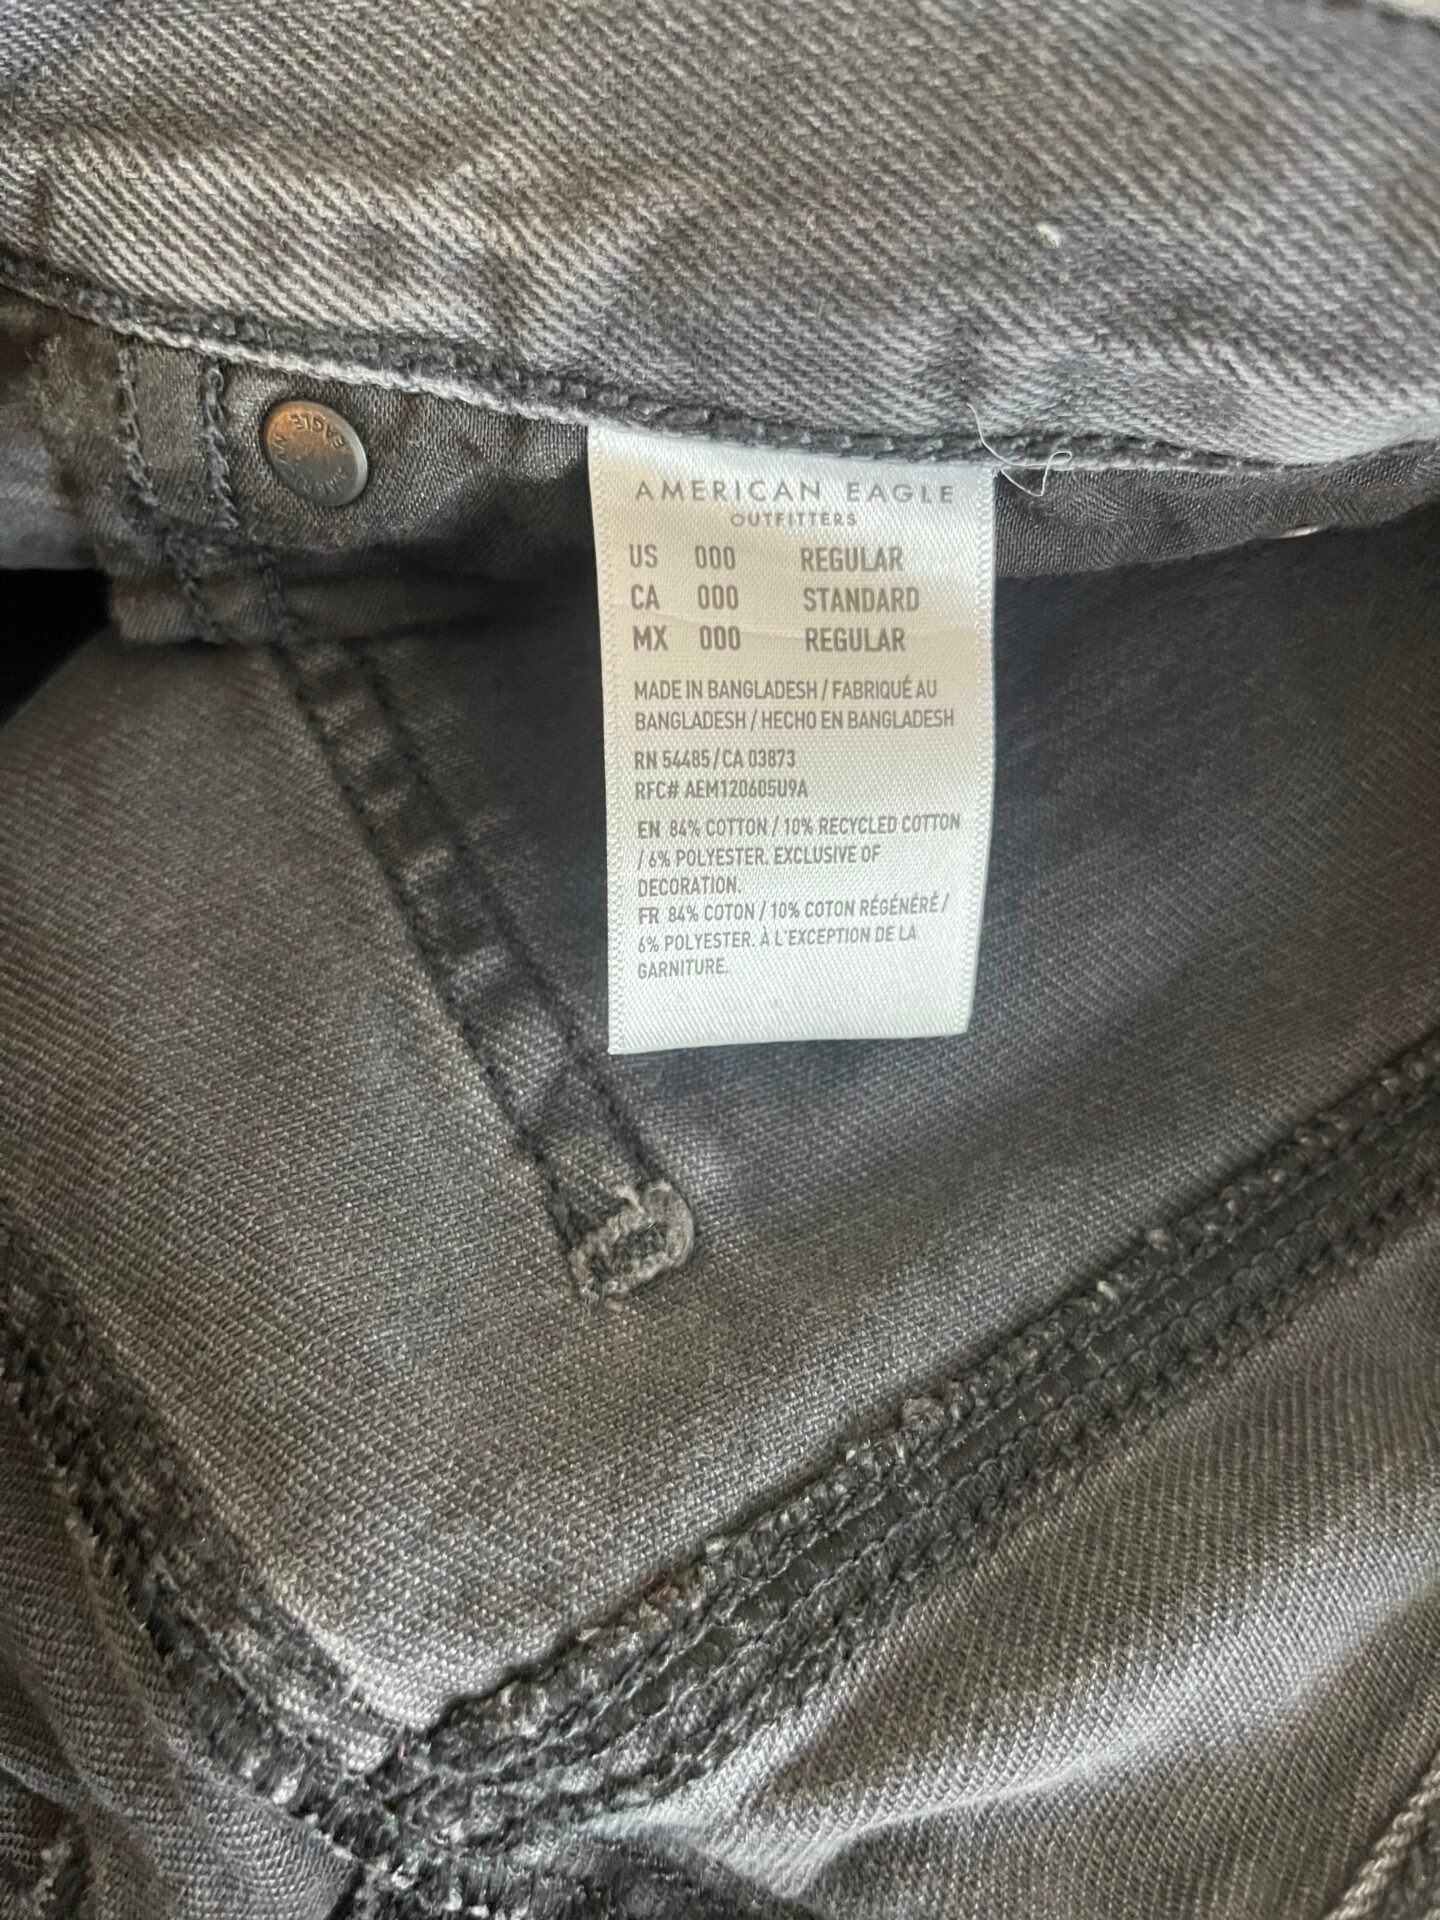 AMERICAN EAGLE
OUTFITTERS
US 000 REGULAR
CA 000 STANDARD
MX 000 REGULAR
MADE IN BANGLADESH / FABRIQUÉ AU
BANGLADESH / HECHO EN BANGLADESH
RN 54485 / CA 03873
RFC# AEM120605U9A
EN 84% COTTON / 10% RECYCLED COTTON
/ 6% POLYESTER. EXCLUSIVE OF
DECORATION.
FR 84% COTON / 10% COTON RÉGÉNÉRÉ /
6% POLYESTER. À L'EXCEPTION DE LA
GARNITURE.
EAGLE